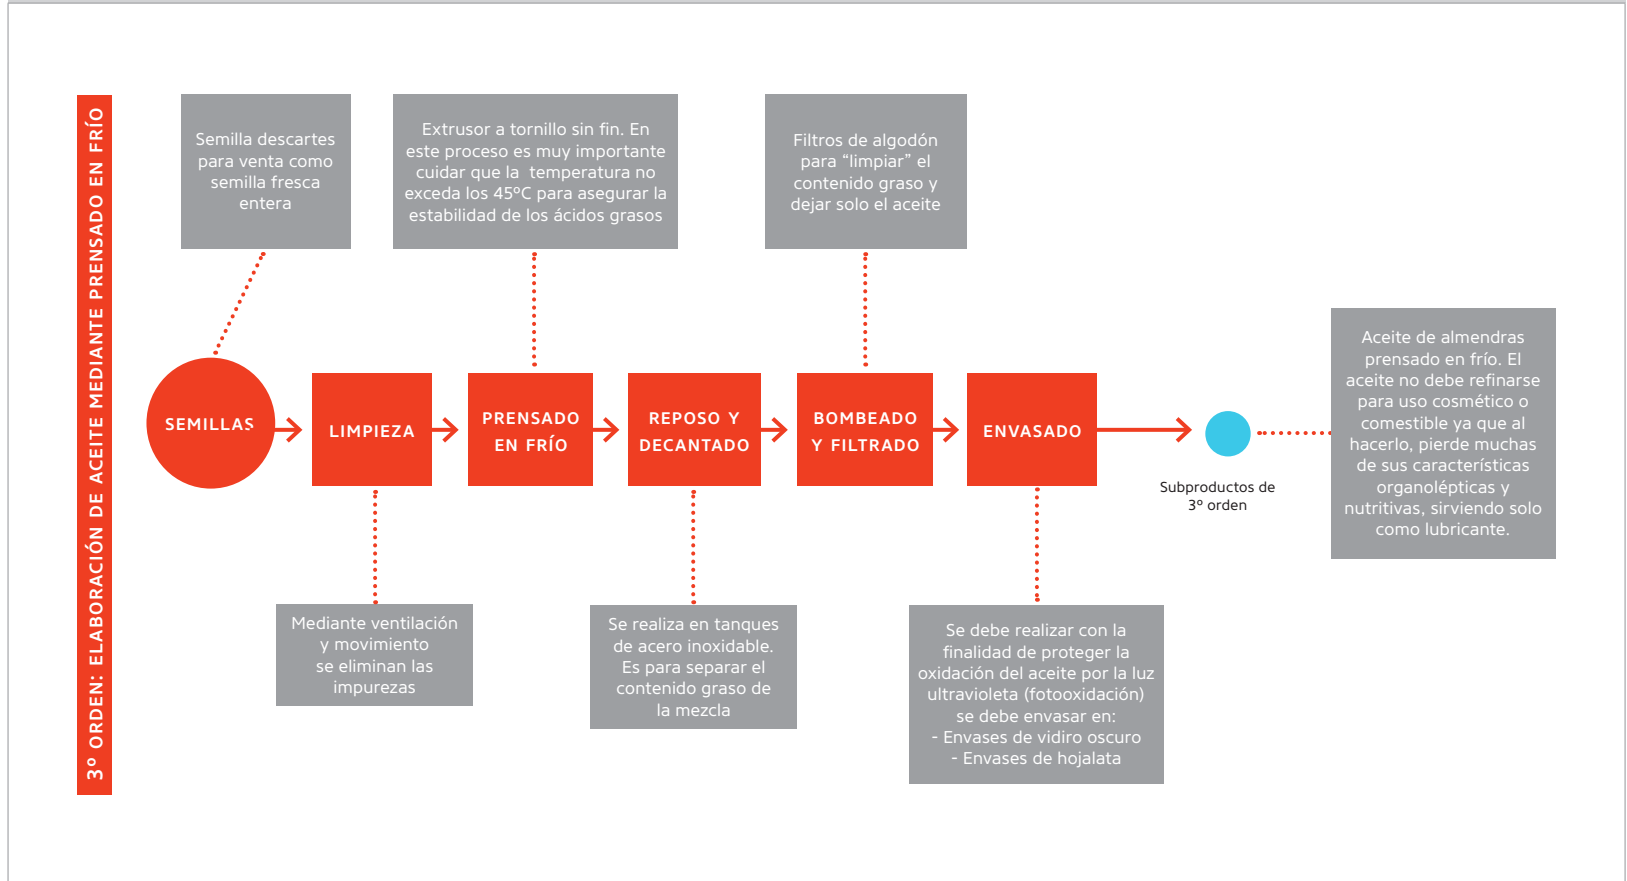 3º ORDEN: ELABORACIÓN DE ACEITE MEDIANTE PRENSADO EN FRÍO
Semilla descartes
para venta como
semilla fresca
entera
Extrusor a tornillo sin fin. En
este proceso es muy importante
cuidar que la temperatura no
exceda los 45ºC para asegurar la
estabilidad de los ácidos grasos
Filtros de algodón
para “limpiar” el
contenido graso y
dejar solo el aceite
SEMILLAS
LIMPIEZA
PRENSADO
EN FRÍO
REPOSO Y
DECANTADO
BOMBEADO
Y FILTRADO
ENVASADO
Subproductos de
3º orden
Aceite de almendras
prensado en frío. El
aceite no debe refinarse
para uso cosmético o
comestible ya que al
hacerlo, pierde muchas
de sus características
organolépticas y
nutritivas, sirviendo solo
como lubricante.
Mediante ventilación
y movimiento
se eliminan las
impurezas
Se realiza en tanques
de acero inoxidable.
Es para separar el
contenido graso de
la mezcla
Se debe realizar con la
finalidad de proteger la
oxidación del aceite por la luz
ultravioleta (fotooxidación)
se debe envasar en:
- Envases de vidiro oscuro
- Envases de hojalata